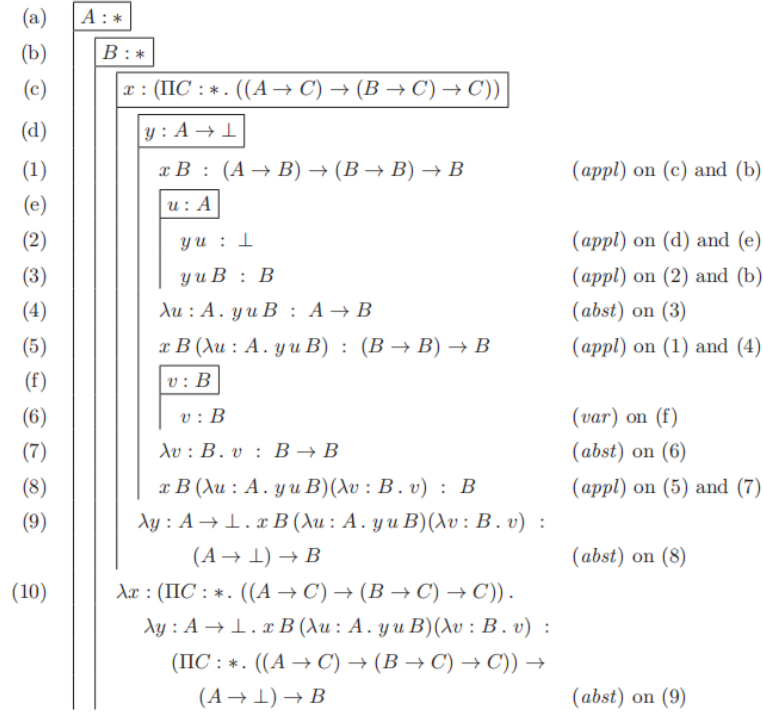 (a) A : ∗
(b) B : ∗
(c) x : (ΠC : ∗. ((A → C) → (B → C) → C))
(d) y : A → ⊥
(1) x B : (A → B) → (B → B) → B (appl) on (c) and (b)
(e) u : A
(2) y u : ⊥ (appl) on (d) and (e)
(3) y u B : B (appl) on (2) and (b)
(4) λu : A . y u B : A → B (abst) on (3)
(5) x B (λu : A . y u B) : (B → B) → B (appl) on (1) and (4)
(f) v : B
(6) v : B (var) on (f)
(7) λv : B . v : B → B (abst) on (6)
(8) x B (λu : A . y u B)(λv : B . v) : B (appl) on (5) and (7)
(9) λy : A → ⊥ . x B (λu : A . y u B)(λv : B . v) :
(A → ⊥) → B (abst) on (8)
(10) λx : (ΠC : ∗. ((A → C) → (B → C) → C)) .
λy : A → ⊥ . x B (λu : A . y u B)(λv : B . v) :
(ΠC : ∗. ((A → C) → (B → C) → C)) →
(A → ⊥) → B (abst) on (9)